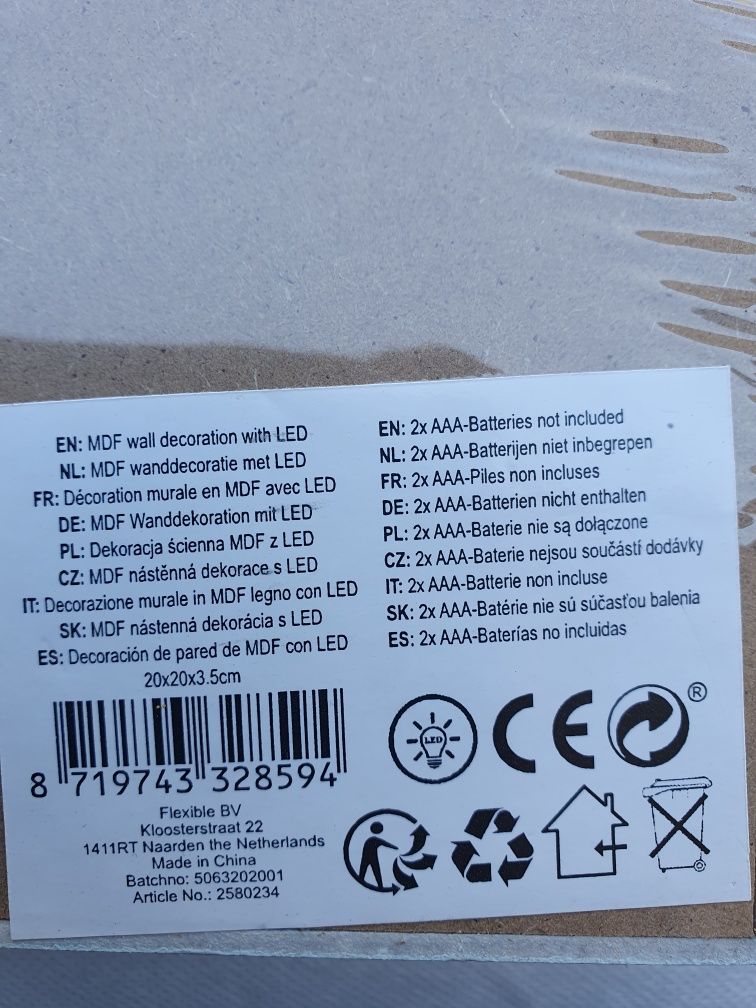 EN: MDF wall decoration with LED
NL: MDF wanddecoratie met LED
FR: Décoration murale en MDF avec LED
DE: MDF Wanddekoration mit LED
PL: Dekoracja ścienna MDF z LED
CZ: MDF nástěnná dekorace s LED
IT: Decorazione murale in MDF legno con LED
SK: MDF nástenná dekorácia s LED
ES: Decoración de pared de MDF con LED
20x20x3.5cm
8 719743 328594
Flexible BV
Kloosterstraat 22
1411RT Naarden the Netherlands
Made in China
Batchno: 5063202001
Article No.: 2580234
EN: 2x AAA-Batteries not included
NL: 2x AAA-Batterijen niet inbegrepen
FR: 2x AAA-Piles non incluses
DE: 2x AAA-Batterien nicht enthalten
PL: 2x AAA-Baterie nie są dołączone
CZ: 2x AAA-Baterie nejsou součástí dodávky
IT: 2x AAA-Batterie non incluse
SK: 2x AAA-Batérie nie sú súčasťou balenia
ES: 2x AAA-Baterías no incluidas
LED
CE
®